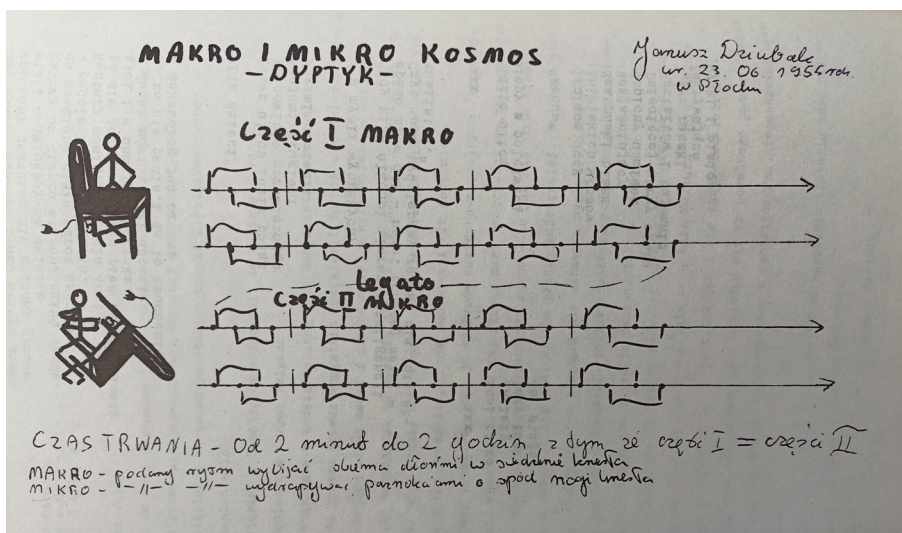 MAKRO I MIKRO KOSMOS
-DYPTYK-
Janusz Dziubak
ur. 23. 06. 1955 rok.
w Płocku
Część I MAKRO
legato
Część II MIKRO
CZAS TRWANIA - Od 2 minut do 2 godzin z tym że część I = części II
MAKRO - podany rytm wybijać obiema dłońmi w siedzenie krzesła
MIKRO - -//- -//- wydrapywać paznokciami o spód nogi krzesła